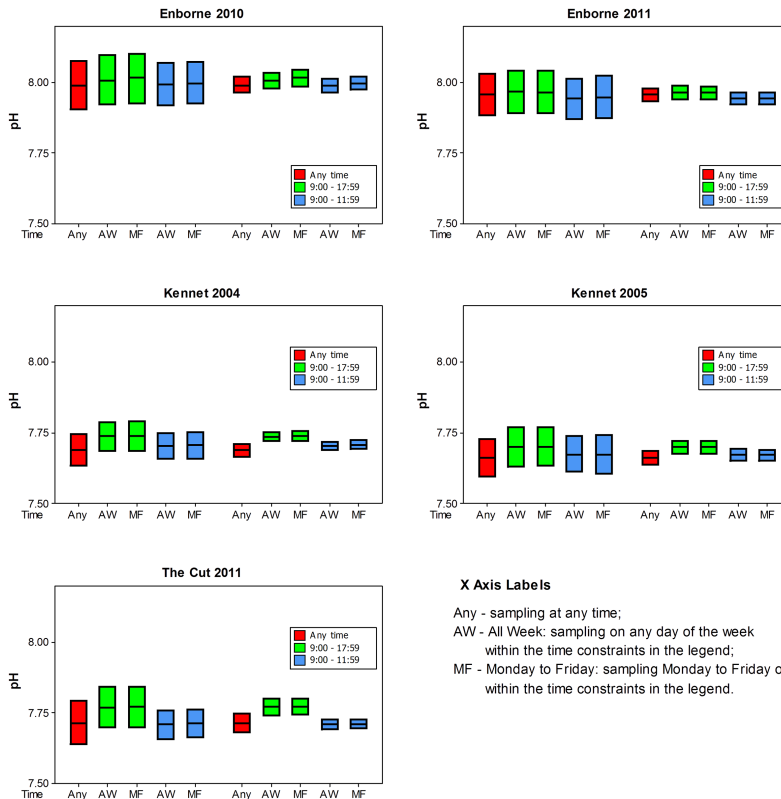 Enborne 2010
Enborne 2011
pH
8.00
7.75
7.50
Any time
9:00 - 17:59
9:00 - 11:59
Time Any AW MF AW MF Any AW MF AW MF
pH
8.00
7.75
7.50
Any time
9:00 - 17:59
9:00 - 11:59
Time Any AW MF AW MF Any AW MF AW MF
Kennet 2004
Kennet 2005
pH
8.00
7.75
7.50
Any time
9:00 - 17:59
9:00 - 11:59
Time Any AW MF AW MF Any AW MF AW MF
pH
8.00
7.75
7.50
Any time
9:00 - 17:59
9:00 - 11:59
Time Any AW MF AW MF Any AW MF AW MF
The Cut 2011
pH
8.00
7.75
7.50
Any time
9:00 - 17:59
9:00 - 11:59
Time Any AW MF AW MF Any AW MF AW MF
X Axis Labels
Any - sampling at any time;
AW - All Week: sampling on any day of the week
within the time constraints in the legend;
MF - Monday to Friday: sampling Monday to Friday
within the time constraints in the legend.